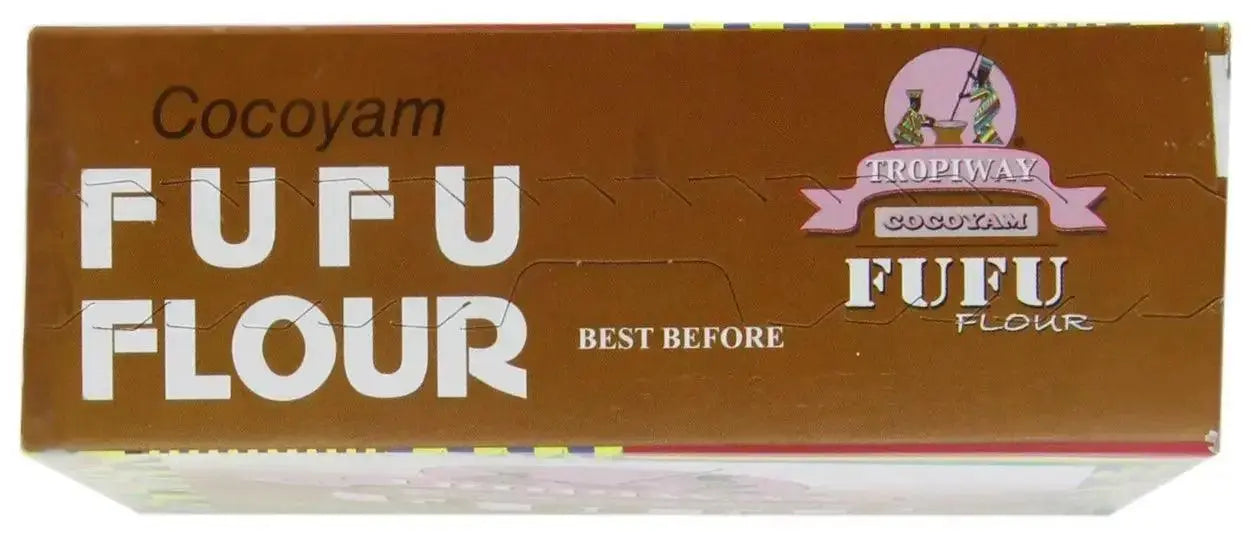 Cocoyam
FUFU
FLOUR
BEST BEFORE
TROPIWAY
COCOYAM
FUFU
FLOUR